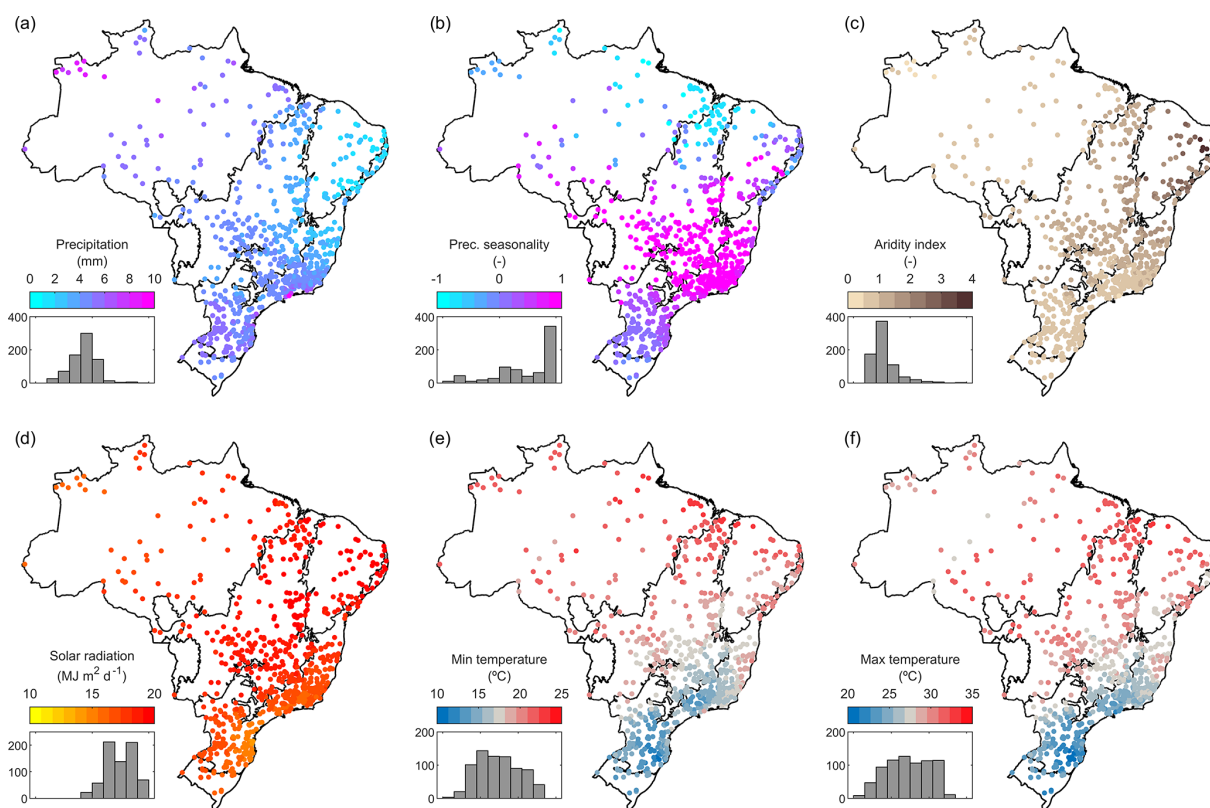 (a)
(b)
(c)
Precipitation
(mm)
0 2 4 6 8 10
400
200
0
Prec. seasonality
(-)
-1 0 1
400
200
0
Aridity index
(-)
0 1 2 3 4
400
200
0
(d)
(e)
(f)
Solar radiation
(MJ m² d⁻¹)
10 15 20
200
100
0
Min temperature
(ºC)
10 15 20 25
200
100
0
Max temperature
(ºC)
20 25 30 35
200
100
0